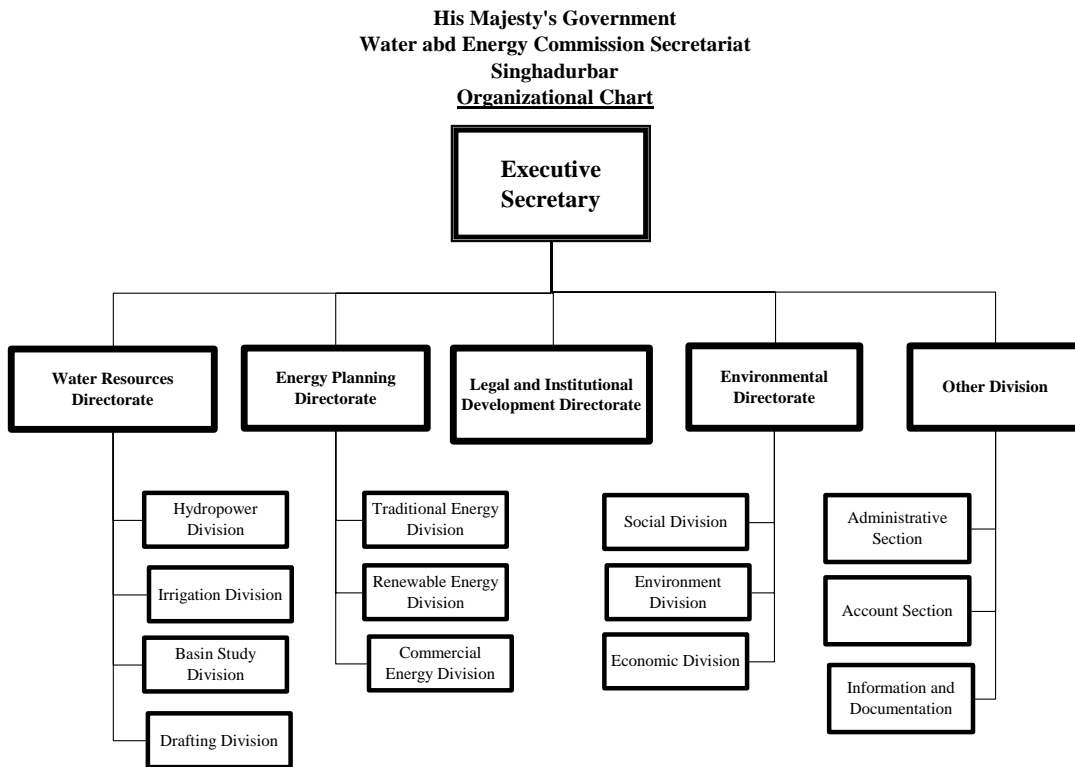 His Majesty's Government
Water abd Energy Commission Secretariat
Singhadurbar
Organizational Chart
Executive
Secretary
Water Resources
Directorate
Energy Planning
Directorate
Legal and Institutional
Development Directorate
Environmental
Directorate
Other Division
Hydropower
Division
Irrigation Division
Basin Study
Division
Drafting Division
Traditional Energy
Division
Renewable Energy
Division
Commercial
Energy Division
Social Division
Environment
Division
Economic Division
Administrative
Section
Account Section
Information and
Documentation